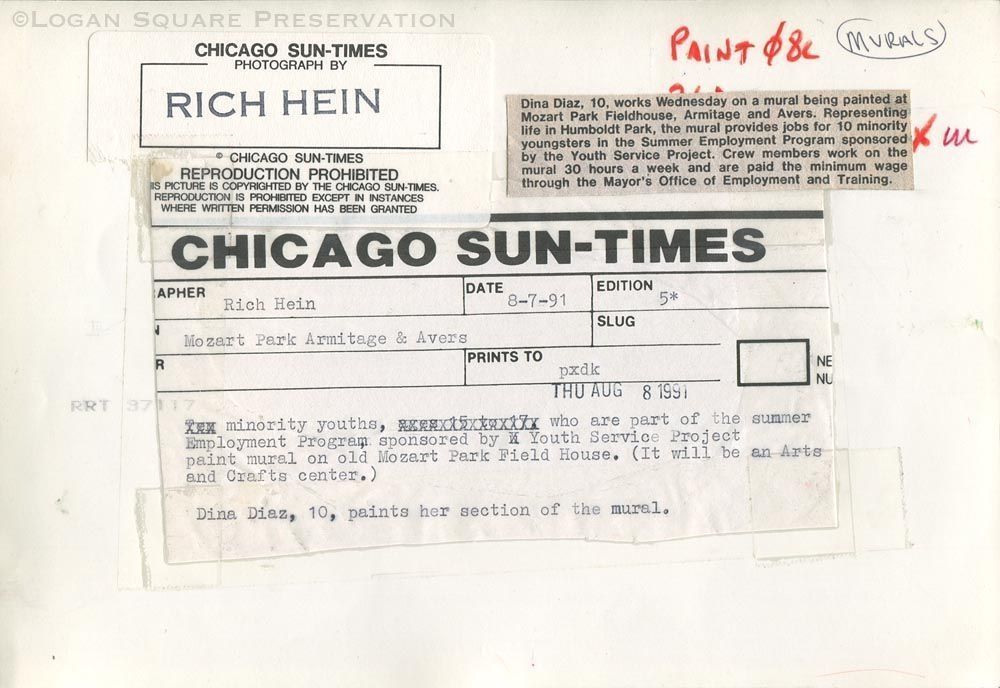 ©LOGAN SQUARE PRESERVATION
CHICAGO SUN-TIMES
PHOTOGRAPH BY
RICH HEIN
© CHICAGO SUN-TIMES
REPRODUCTION PROHIBITED
IS PICTURE IS COPYRIGHTED BY THE CHICAGO SUN-TIMES.
REPRODUCTION IS PROHIBITED EXCEPT IN INSTANCES
WHERE WRITTEN PERMISSION HAS BEEN GRANTED
PAINT
MURALS
Dina Diaz, 10, works Wednesday on a mural being painted at
Mozart Park Fieldhouse, Armitage and Avers. Representing
life in Humboldt Park, the mural provides jobs for 10 minority
youngsters in the Summer Employment Program sponsored
by the Youth Service Project. Crew members work on the
mural 30 hours a week and are paid the minimum wage
through the Mayor's Office of Employment and Training.
CHICAGO SUN-TIMES
APHER Rich Hein DATE 8-7-91 EDITION 5*
N Mozart Park Armitage & Avers SLUG
R PRINTS TO pxdk NE
NU
THU AUG 8 1991
RRT
minority youths, who are part of the summer
Employment Program sponsored by Youth Service Project
paint mural on old Mozart Park Field House. (It will be an Arts
and Crafts center.)
Dina Diaz, 10, paints her section of the mural.